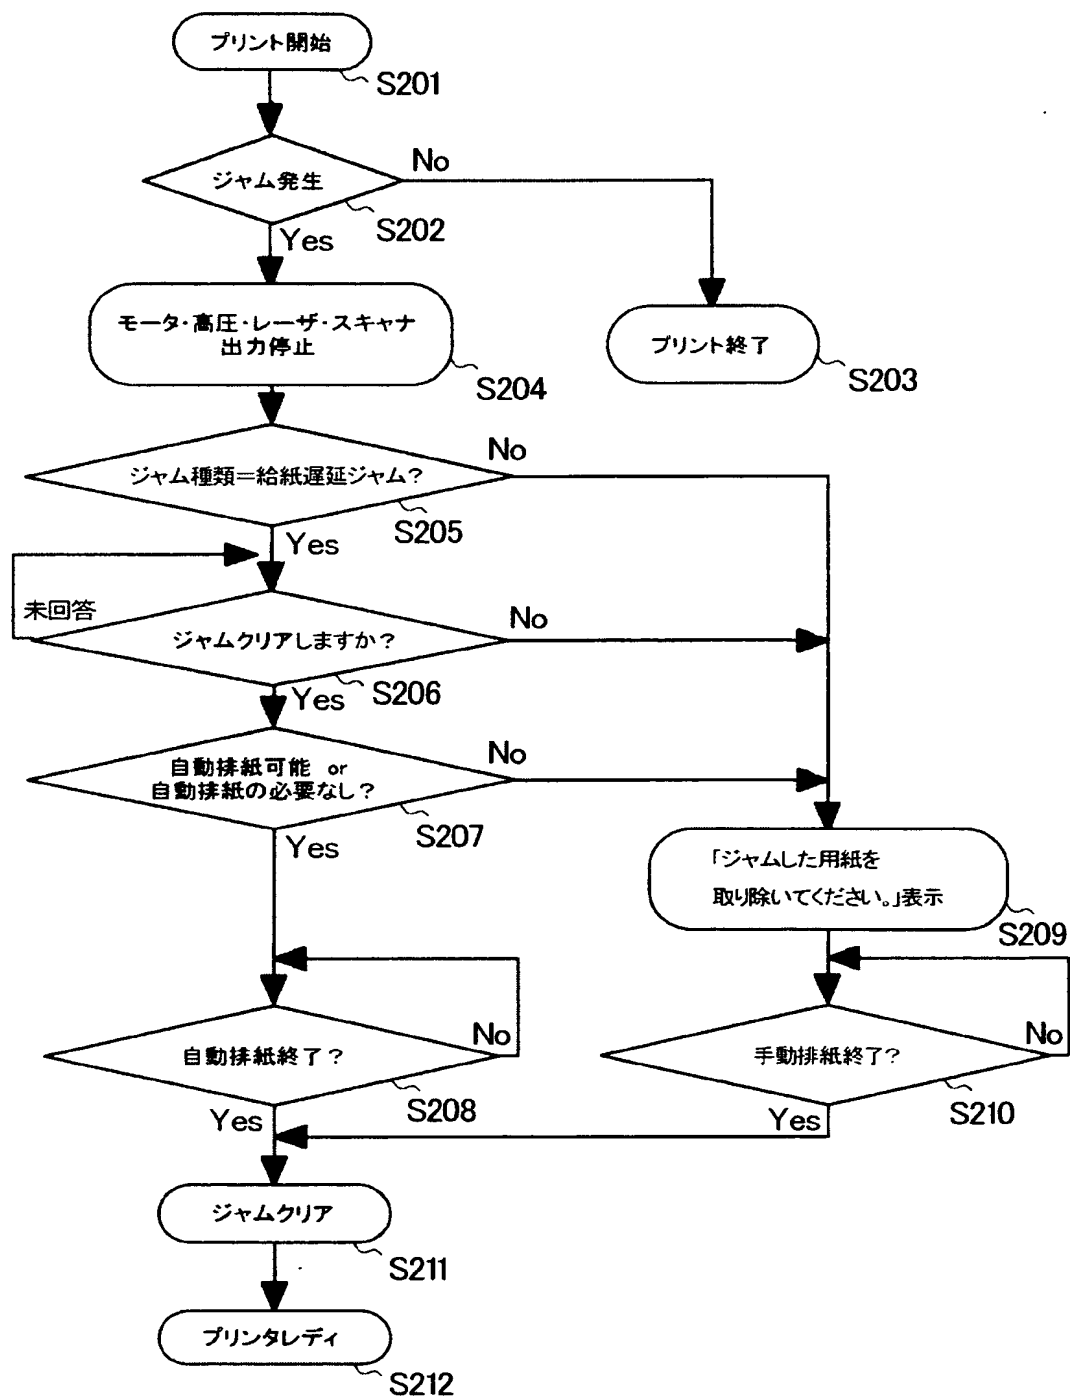 プリント開始
S201
ジャム発生
No
S202
Yes
モータ・高圧・レーザ・スキャナ
出力停止
S204
プリント終了
S203
ジャム種類＝給紙遅延ジャム？
No
S205
Yes
未回答
ジャムクリアしますか？
No
S206
Yes
自動排紙可能 or
自動排紙の必要なし？
No
S207
Yes
「ジャムした用紙を
取り除いてください。」表示
S209
自動排紙終了？
No
S208
Yes
手動排紙終了？
No
S210
Yes
ジャムクリア
S211
プリンタレディ
S212